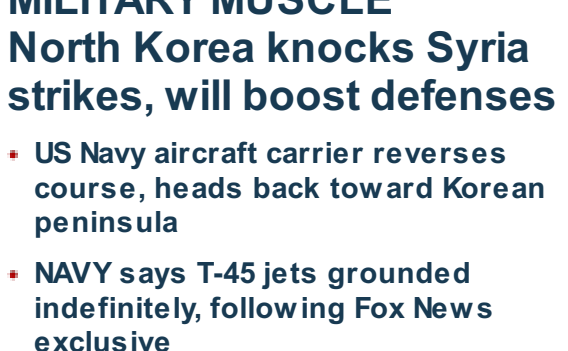 MILITARY MUSCLE
North Korea knocks Syria
strikes, will boost defenses
US Navy aircraft carrier reverses
course, heads back toward Korean
peninsula
NAVY says T-45 jets grounded
indefinitely, following Fox News
exclusive